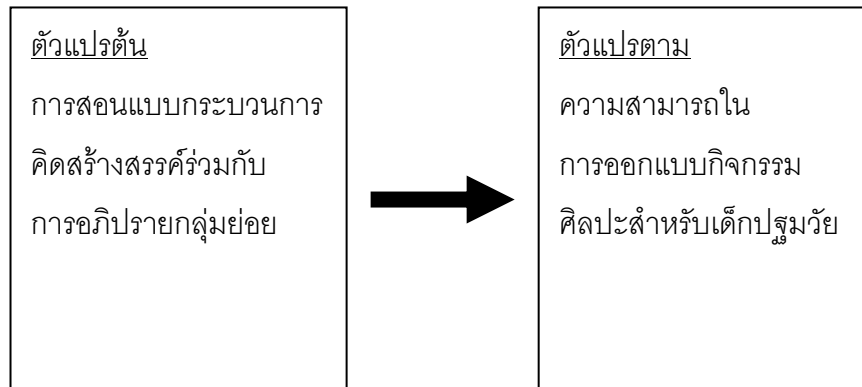 ตัวแปรต้น
การสอนแบบกระบวนการ
คิดสร้างสรรค์ร่วมกับ
การอภิปรายกลุ่มย่อย
ตัวแปรตาม
ความสามารถใน
การออกแบบกิจกรรม
ศิลปะสำหรับเด็กปฐมวัย